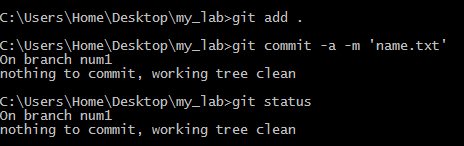 C:\Users\Home\Desktop\my_lab>git add .
C:\Users\Home\Desktop\my_lab>git commit -a -m 'name.txt'
On branch num1
nothing to commit, working tree clean
C:\Users\Home\Desktop\my_lab>git status
On branch num1
nothing to commit, working tree clean